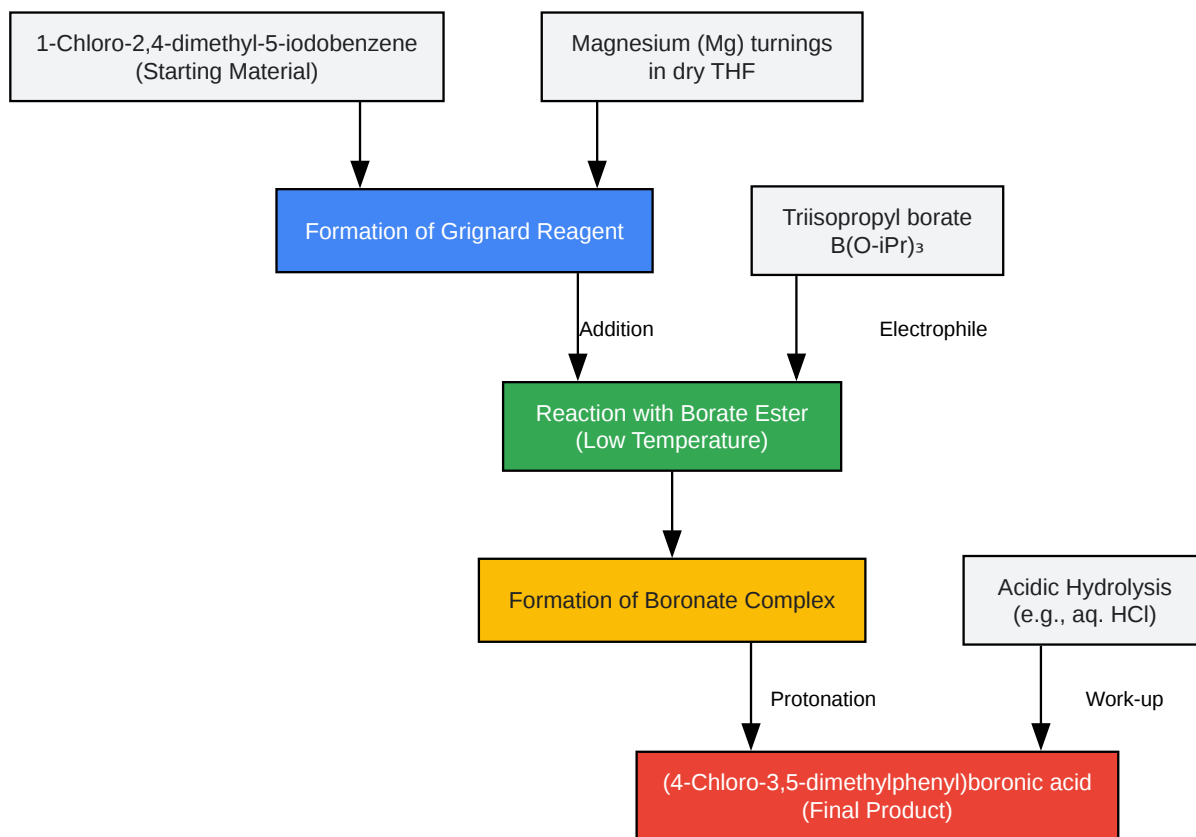 1-Chloro-2,4-dimethyl-5-iodobenzene
(Starting Material)
Magnesium (Mg) turnings
in dry THF
Formation of Grignard Reagent
Triisopropyl borate
B(O-iPr)₃
Addition
Electrophile
Reaction with Borate Ester
(Low Temperature)
Formation of Boronate Complex
Acidic Hydrolysis
(e.g., aq. HCl)
Protonation
Work-up
(4-Chloro-3,5-dimethylphenyl)boronic acid
(Final Product)